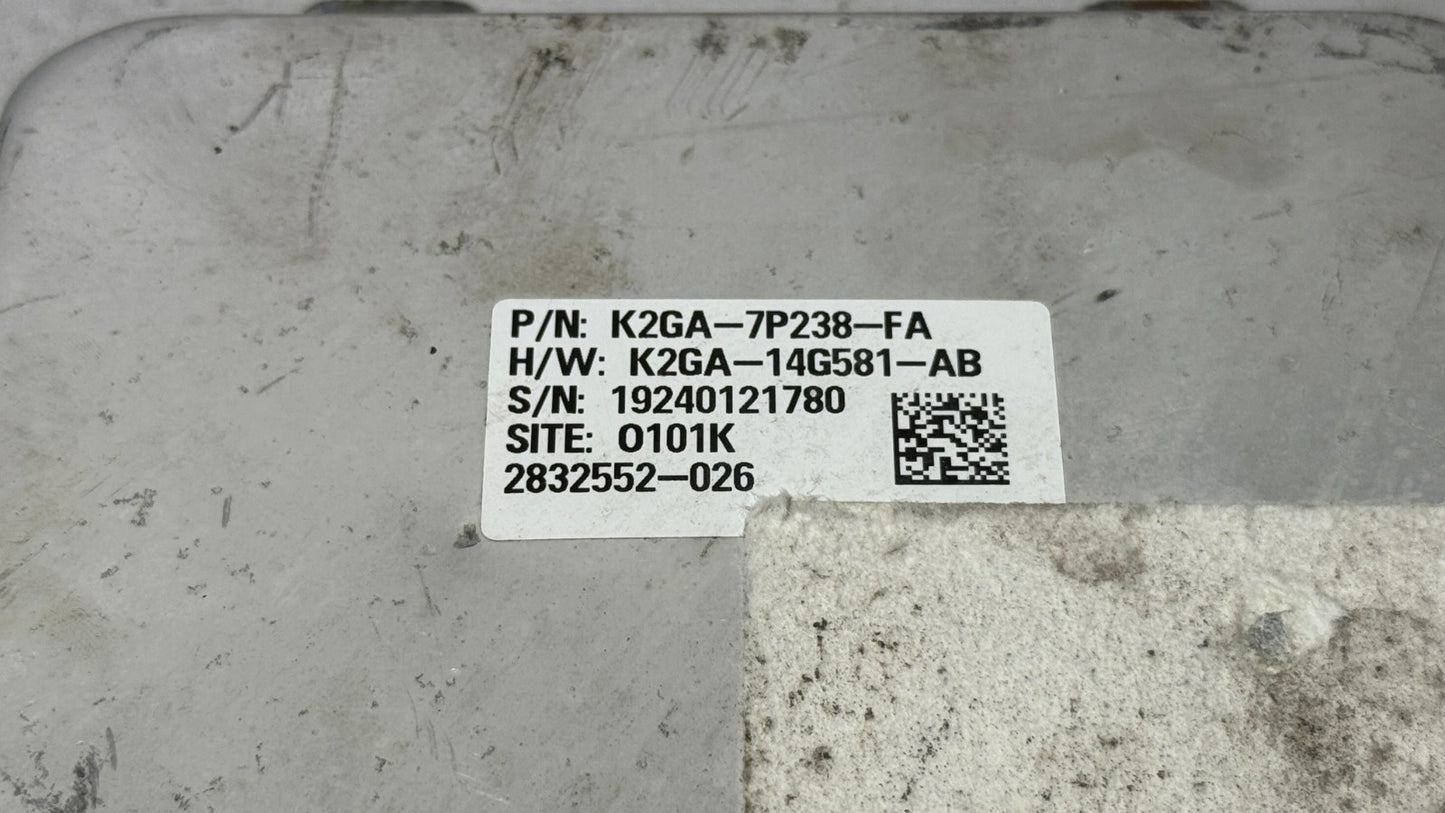 P/N: K2GA-7P238-FA
H/W: K2GA-14G581-AB
S/N: 19240121780
SITE: O101K
2832552-026